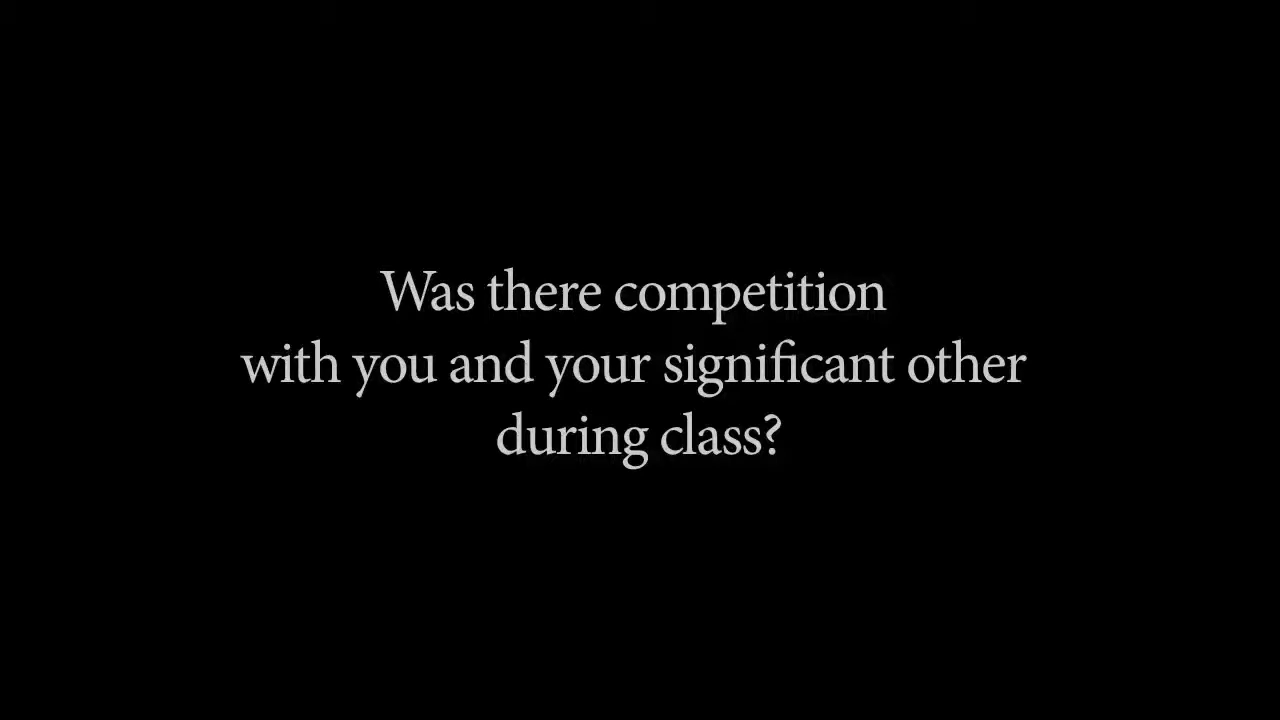 Was there competition
with you and your significant other
during class?